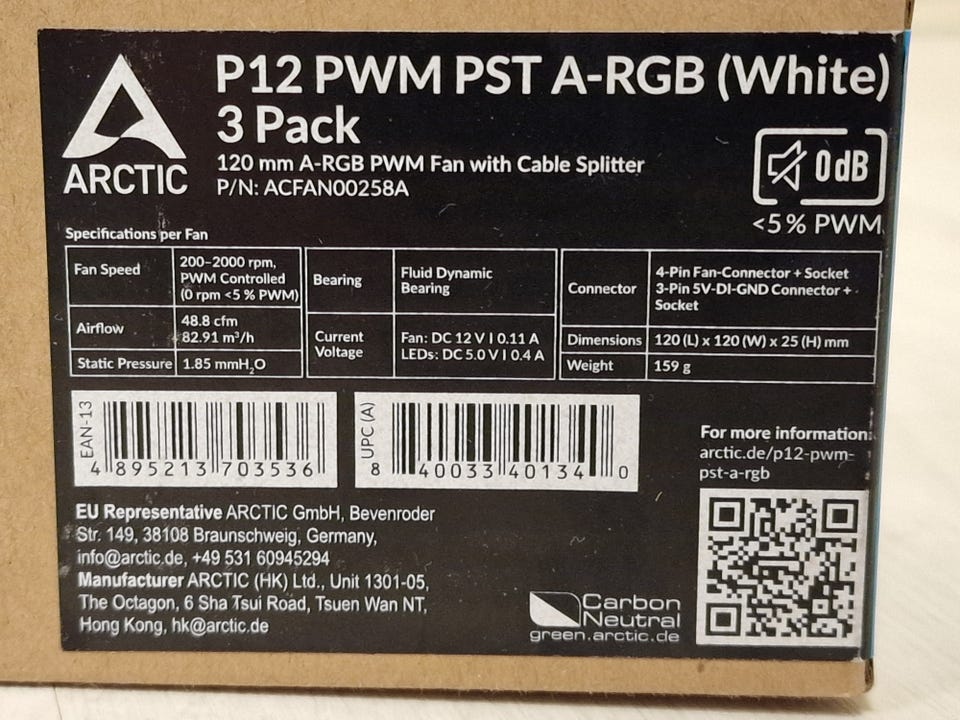 ARCTIC
P12 PWM PST A-RGB (White)
3 Pack
120 mm A-RGB PWM Fan with Cable Splitter
P/N: ACFAN00258A
0dB
<5% PWM
Specifications per Fan
Fan Speed
200–2000 rpm,
PWM Controlled
(0 rpm <5 % PWM)
Airflow
48.8 cfm
82.91 m³/h
Static Pressure
1.85 mmH₂O
Bearing
Fluid Dynamic
Bearing
Current
Voltage
Fan: DC 12 V I 0.11 A
LEDs: DC 5.0 V I 0.4 A
Connector
4-Pin Fan-Connector + Socket
3-Pin 5V-DI-GND Connector +
Socket
Dimensions
120 (L) x 120 (W) x 25 (H) mm
Weight
159 g
EAN-13
4 895213 703536
UPC (A)
8 40033 40134 0
For more information:
arctic.de/p12-pwm-
pst-a-rgb
EU Representative ARCTIC GmbH, Bevenroder
Str. 149, 38108 Braunschweig, Germany,
info@arctic.de, +49 531 60945294
Manufacturer ARCTIC (HK) Ltd., Unit 1301-05,
The Octagon, 6 Sha Tsui Road, Tsuen Wan NT,
Hong Kong, hk@arctic.de
Carbon
Neutral
green.arctic.de